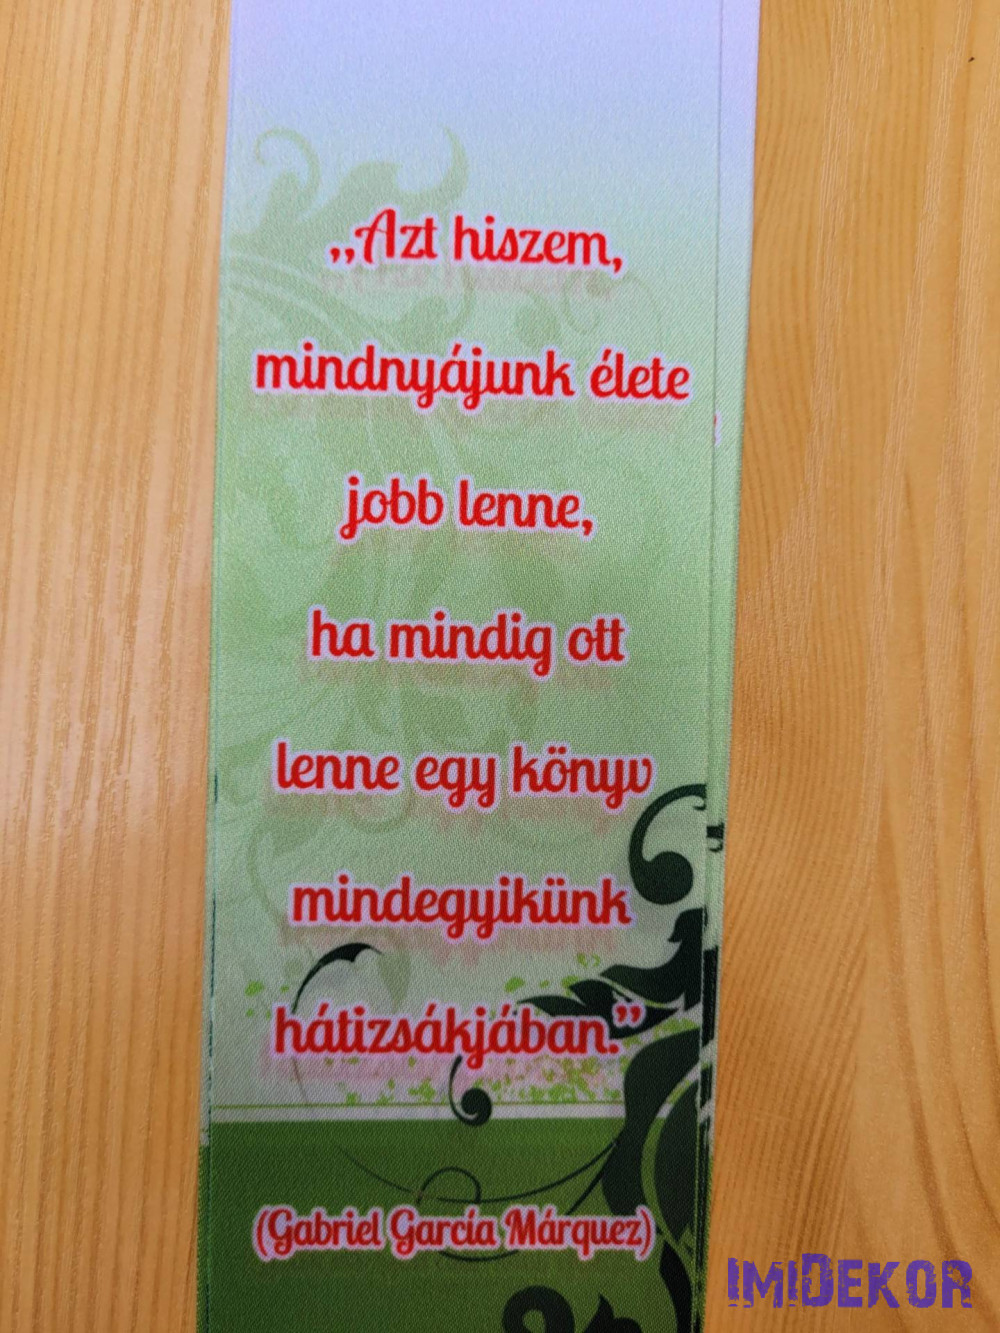 „Azt hiszem,
mindnyájunk élete
jobb lenne,
ha mindig ott
lenne egy könyv
mindegyikünk
hátizsákjában.”
(Gabriel García Márquez)
IMIDEKOR